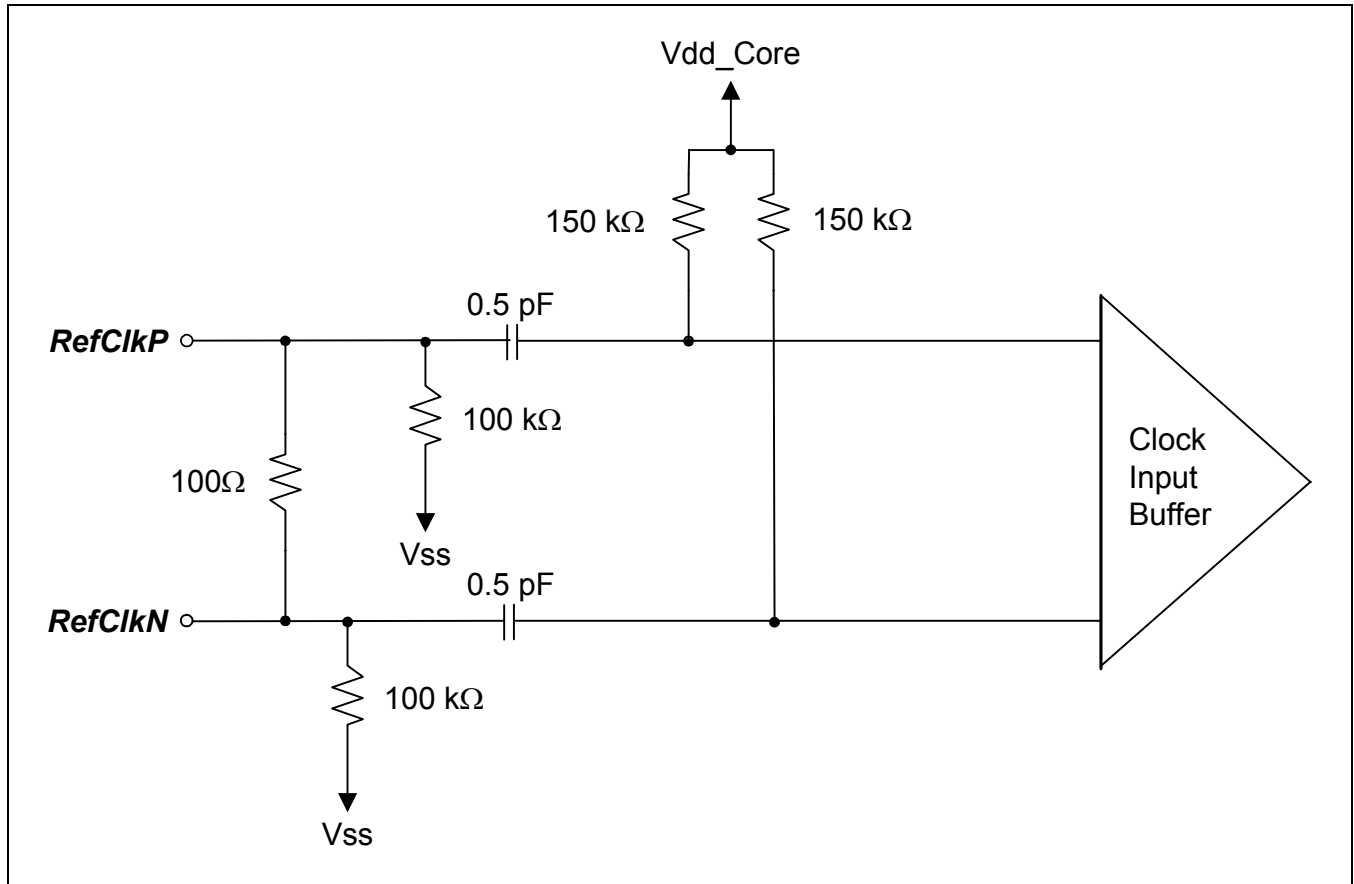 Vdd_Core
150 kΩ
150 kΩ
0.5 pF
RefClkP
100 kΩ
100Ω
Clock
Input
Buffer
Vss
0.5 pF
RefClkN
100 kΩ
Vss